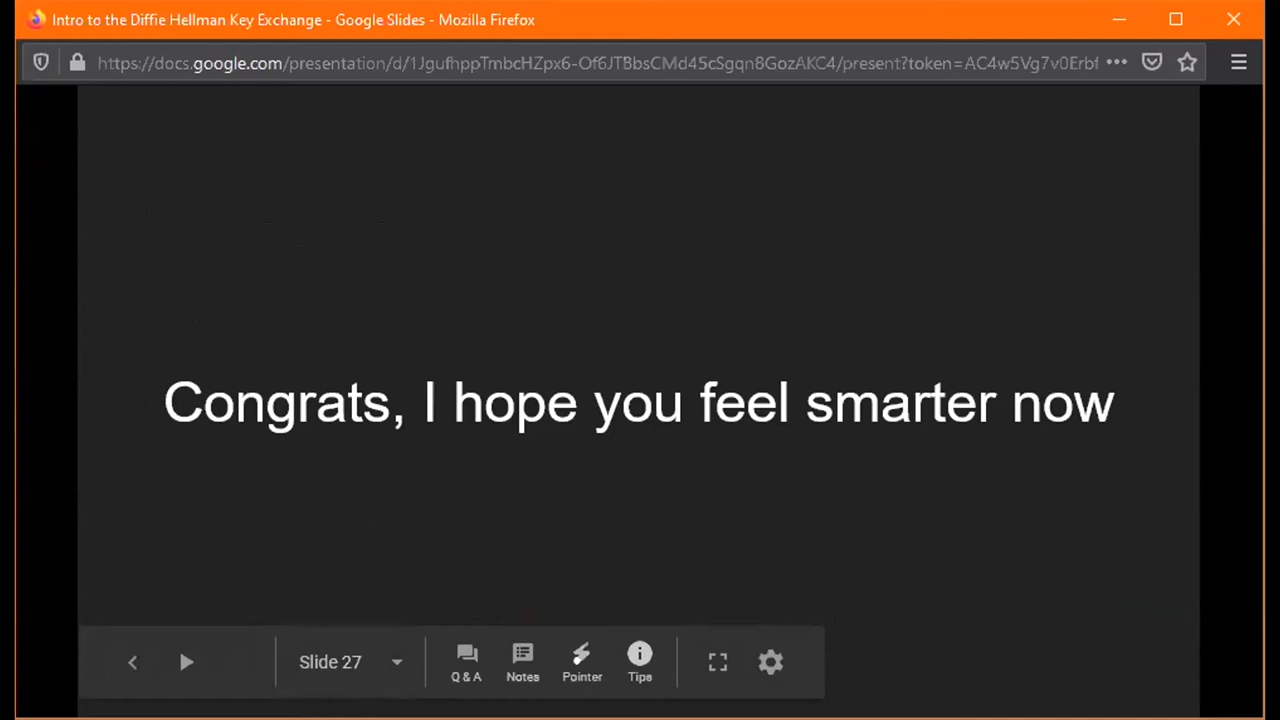 Intro to the Diffie Hellman Key Exchange - Google Slides - Mozilla Firefox
https://docs.google.com/presentation/d/1JgufhppTmbcHZpx6-Of6JTBbsCMd45cSgqn8GozAKC4/present?token=AC4w5Vg7v0Erbf
Congrats, I hope you feel smarter now
Slide 27
Q & A
Notes
Pointer
Tips